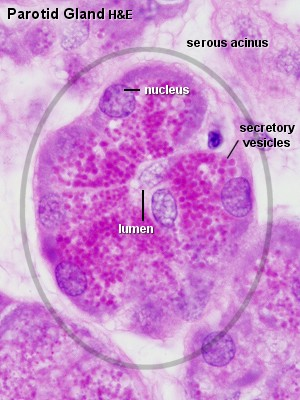 Parotid Gland H&E
serous acinus
nucleus
secretory
vesicles
lumen